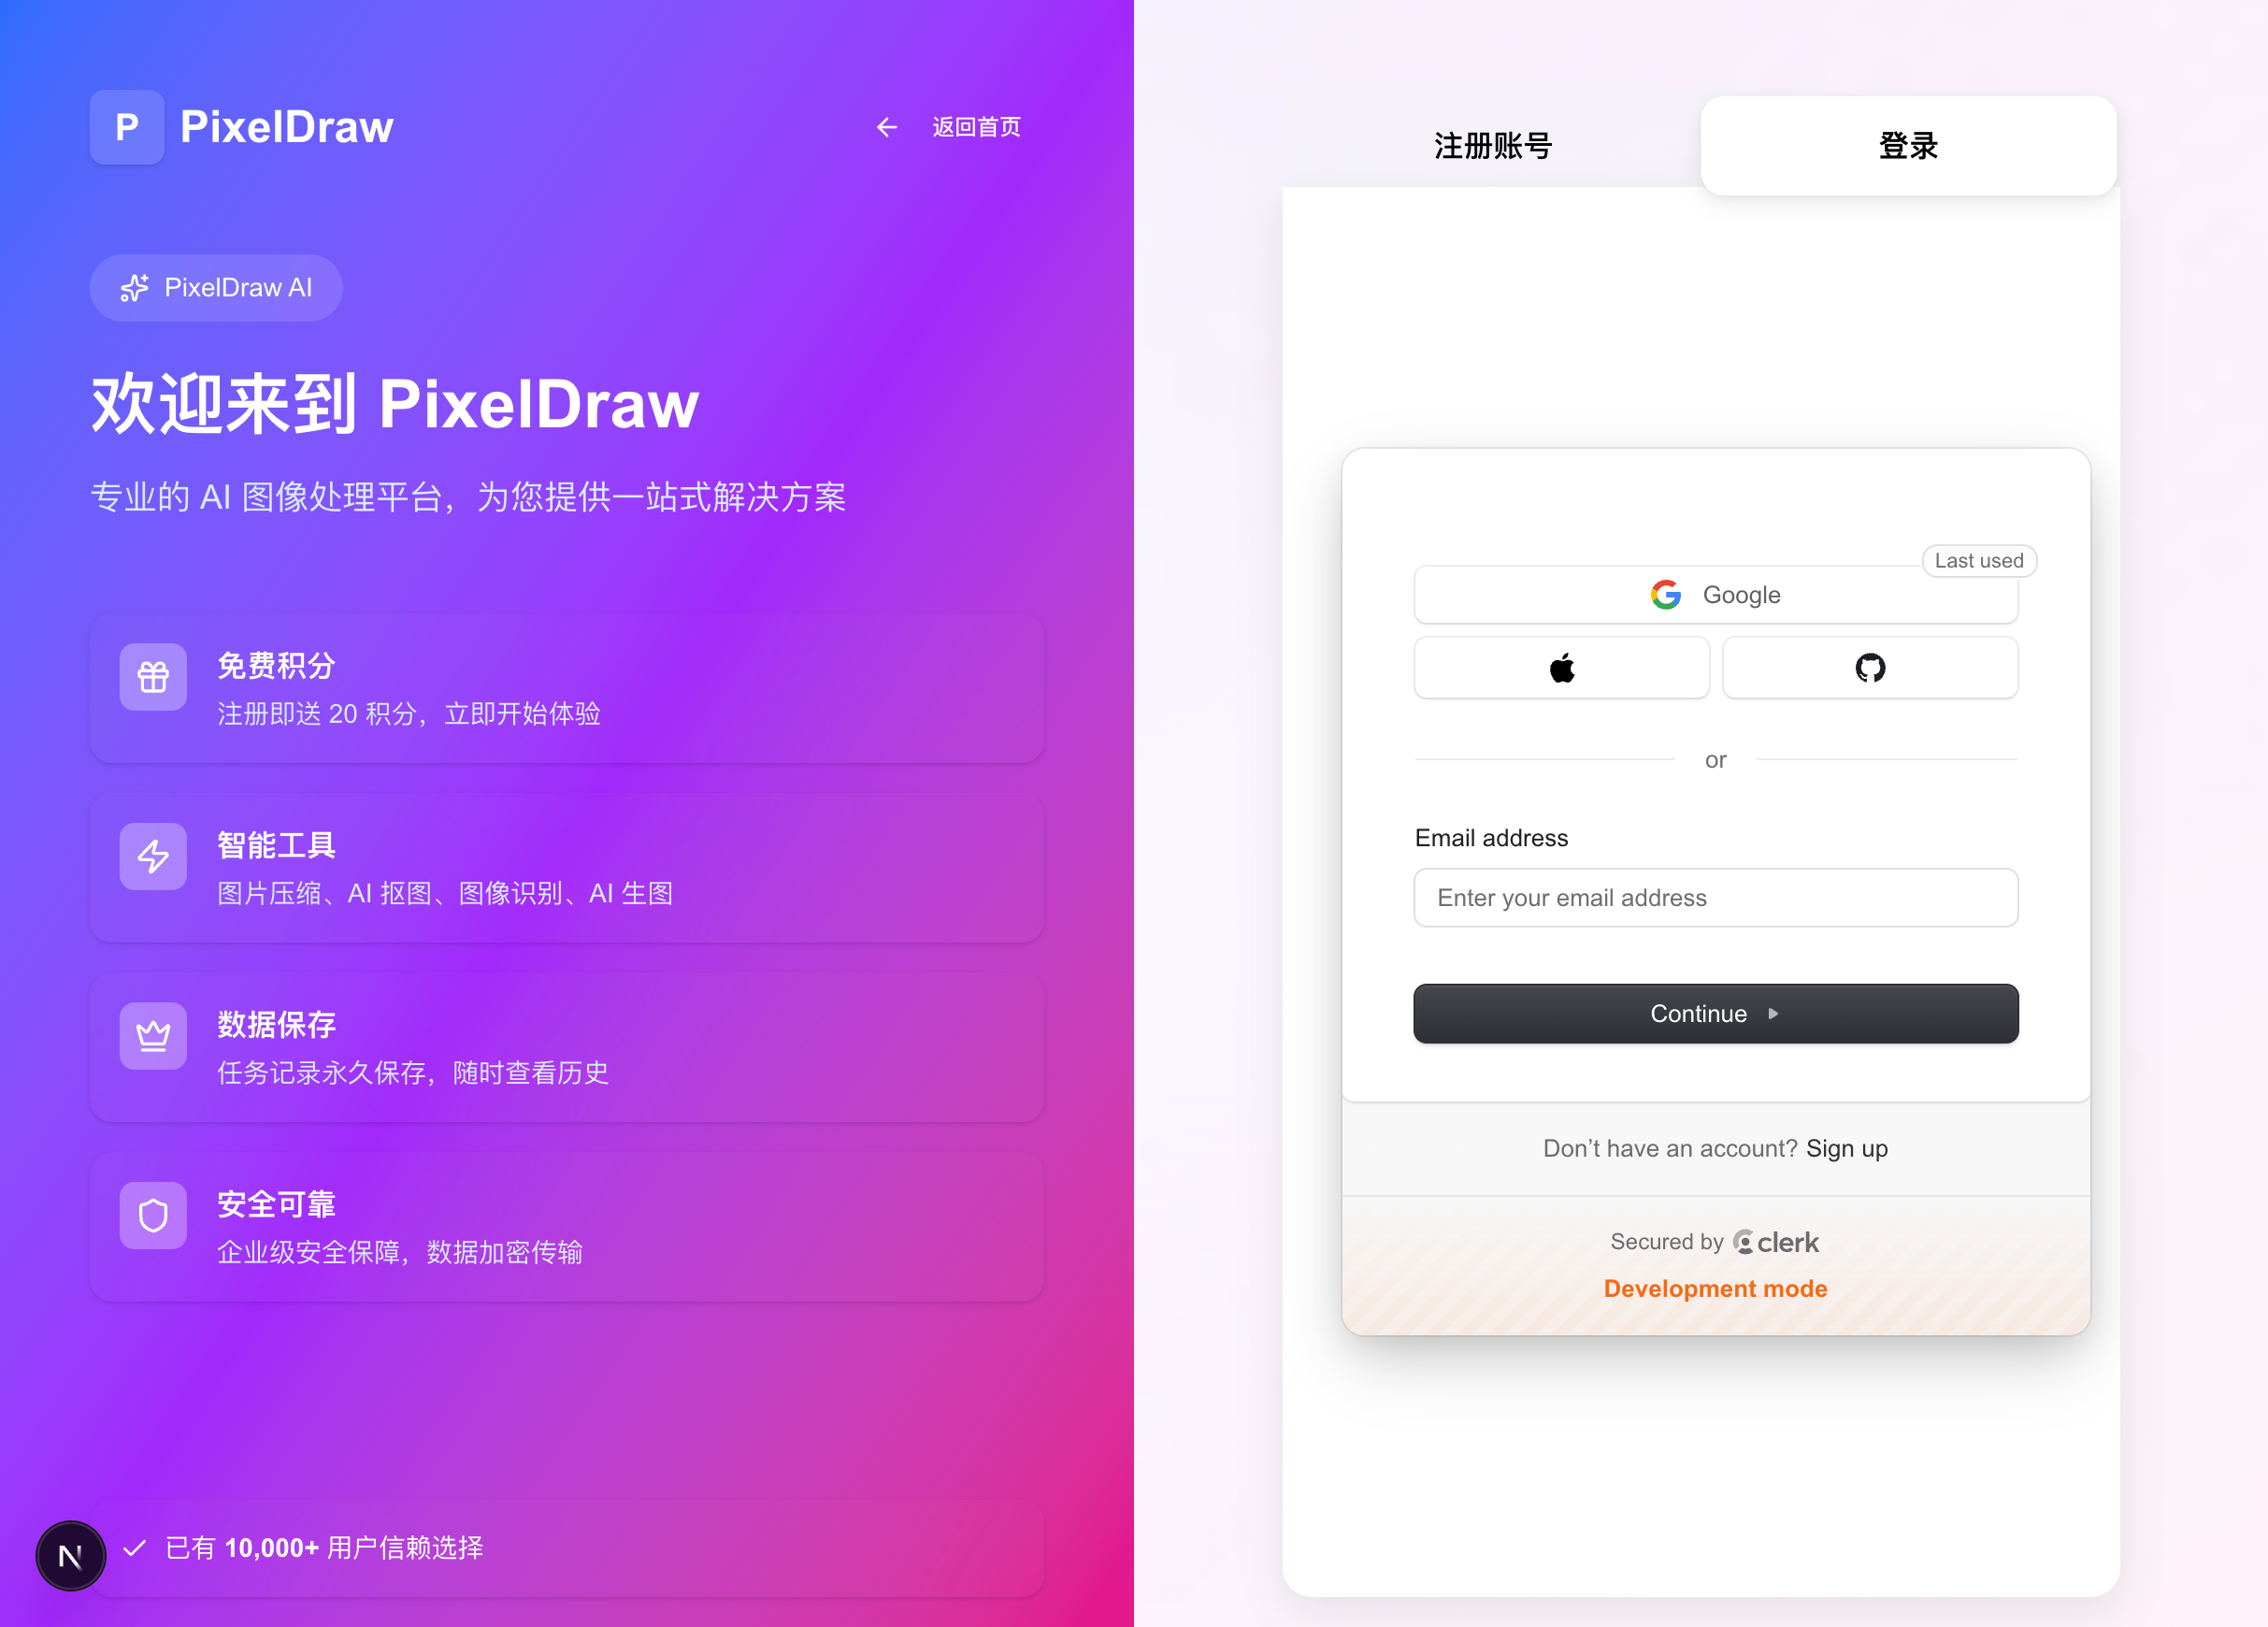 P PixelDraw
返回首页
PixelDraw AI
欢迎来到 PixelDraw
专业的 AI 图像处理平台，为您提供一站式解决方案
免费积分
注册即送 20 积分，立即开始体验
智能工具
图片压缩、AI 抠图、图像识别、AI 生图
数据保存
任务记录永久保存，随时查看历史
安全可靠
企业级安全保障，数据加密传输
N
已有 10,000+ 用户信赖选择
注册账号
登录
Last used
Google
or
Email address
Enter your email address
Continue
Don’t have an account? Sign up
Secured by clerk
Development mode